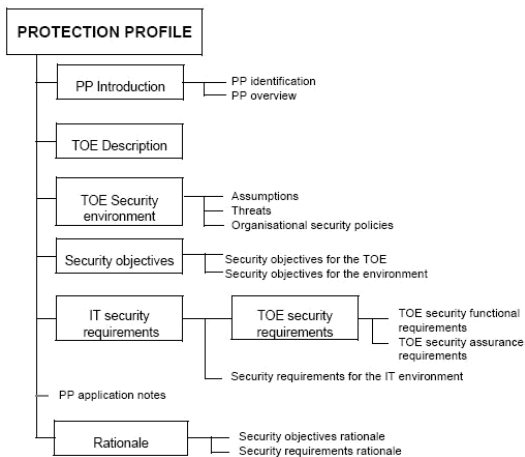 PROTECTION PROFILE
PP Introduction
PP identification
PP overview
TOE Description
TOE Security
environment
Assumptions
Threats
Organisational security policies
Security objectives
Security objectives for the TOE
Security objectives for the environment
IT security
requirements
TOE security
requirements
TOE security functional
requirements
TOE security assurance
requirements
Security requirements for the IT environment
PP application notes
Rationale
Security objectives rationale
Security requirements rationale